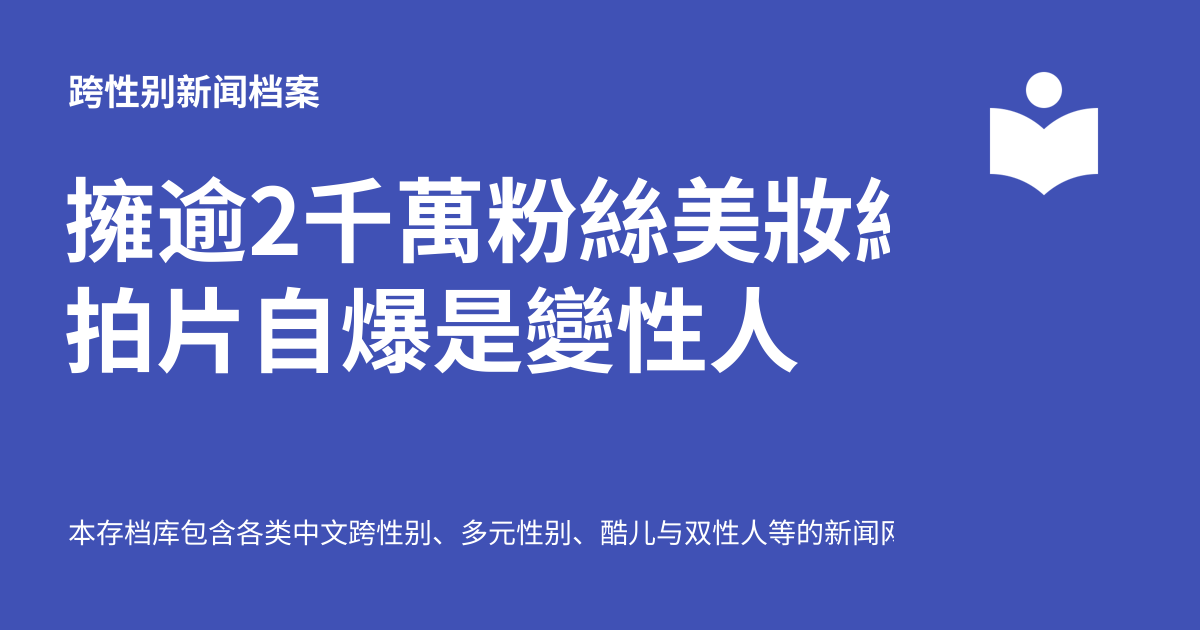 跨性别新闻档案
擁逾2千萬粉絲美妝
拍片自爆是變性人
本存档库包含各类中文跨性别、多元性别、酷儿与双性人等的新闻